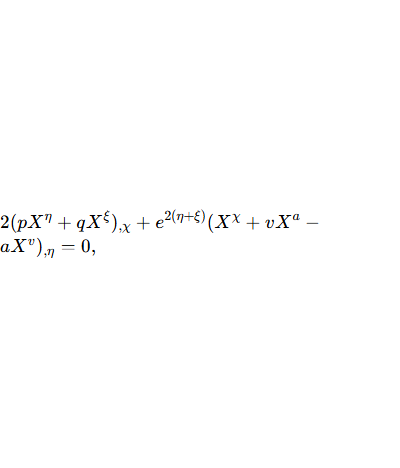 2(pX^η + qX^ξ)_{,χ} + e^{2(η+ξ)}(X^χ + vX^a −
aX^v)_{,η} = 0,